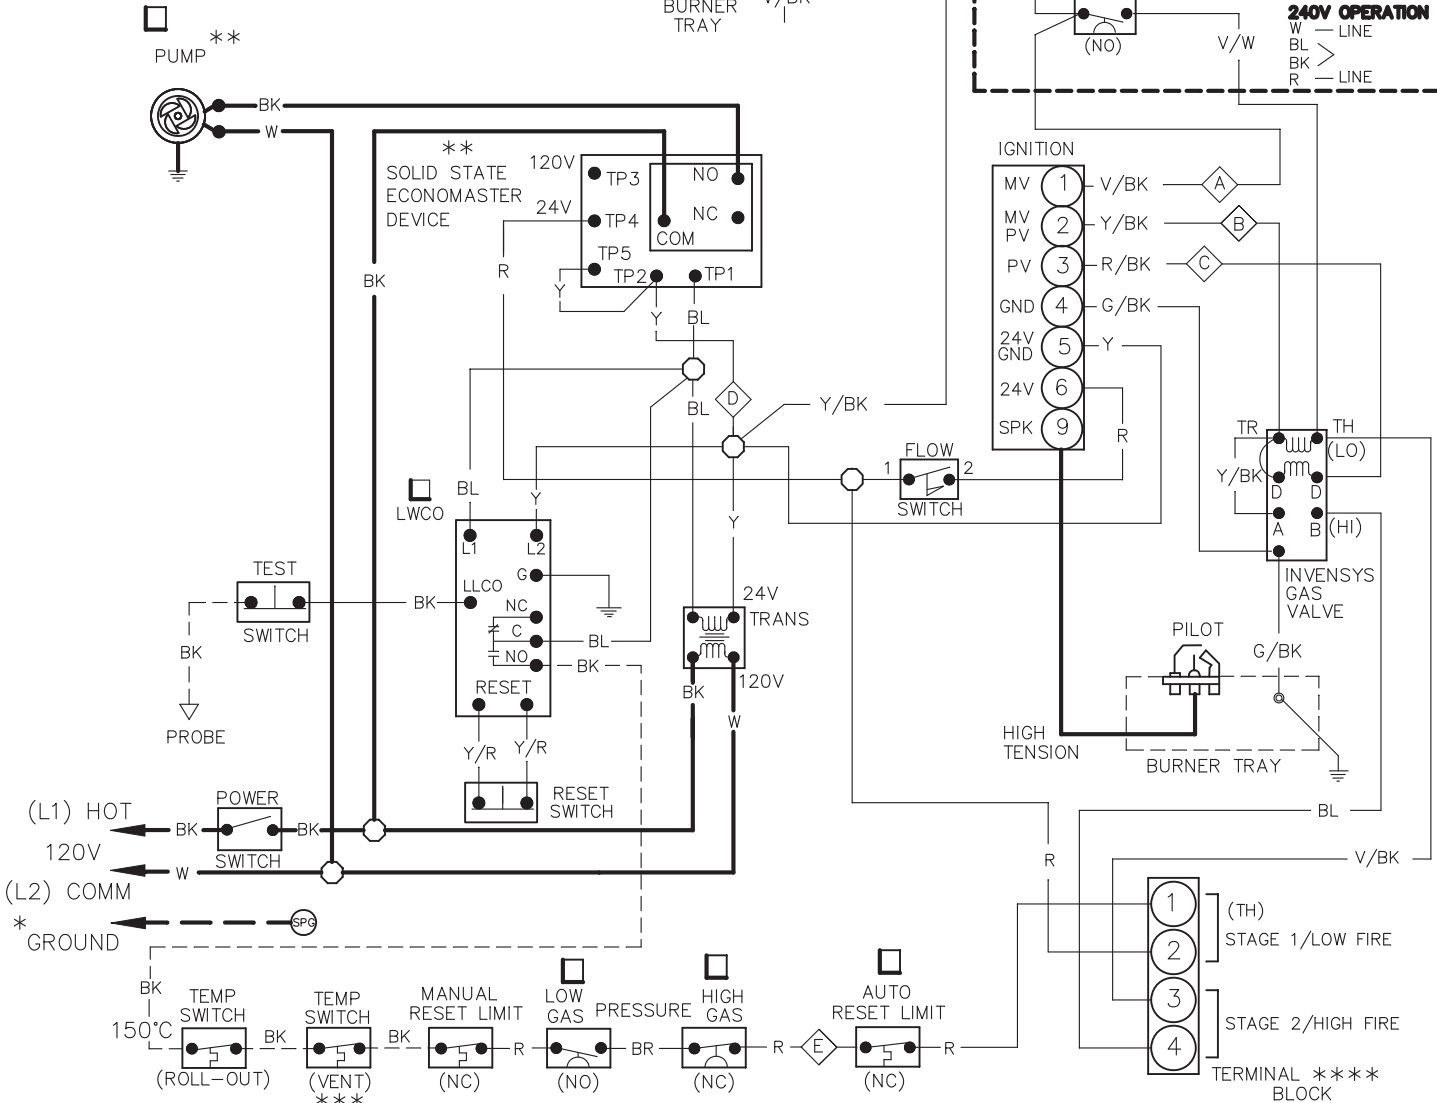 BURNER
TRAY
V/BK
240V OPERATION
W — LINE
BL
BK
R — LINE
(NO)
V/W
**
PUMP
BK
W
**
SOLID STATE
ECONOMASTER
DEVICE
120V
TP3
24V
TP4
TP5
TP2
TP1
NO
NC
COM
R
BK
Y
Y
BL
IGNITION
MV
1
V/BK
A
MV
PV
2
Y/BK
B
PV
3
R/BK
C
GND
4
G/BK
24V
GND
5
Y
24V
6
SPK
9
R
D
BL
Y/BK
FLOW
1
2
SWITCH
TR
TH
(LO)
Y/BK
D
D
A
B
(HI)
INVENSYS
GAS
VALVE
BL
Y
Y
LWCO
L1
L2
G
LLCO
NC
C
NO
BL
BK
RESET
Y/R
Y/R
RESET
SWITCH
TEST
SWITCH
BK
BK
PROBE
24V
TRANS
120V
BK
W
PILOT
G/BK
HIGH
TENSION
BURNER TRAY
(L1) HOT
BK
POWER
SWITCH
BK
120V
W
(L2) COMM
*
GROUND
SPG
BL
V/BK
R
1
(TH)
STAGE 1/LOW FIRE
2
3
STAGE 2/HIGH FIRE
4
TERMINAL ****
BLOCK
BK
150°C
TEMP
SWITCH
(ROLL-OUT)
BK
TEMP
SWITCH
(VENT)
***
BK
MANUAL
RESET LIMIT
(NC)
R
LOW
GAS
PRESSURE
(NO)
BR
HIGH
GAS
(NC)
R
E
AUTO
RESET LIMIT
(NC)
R